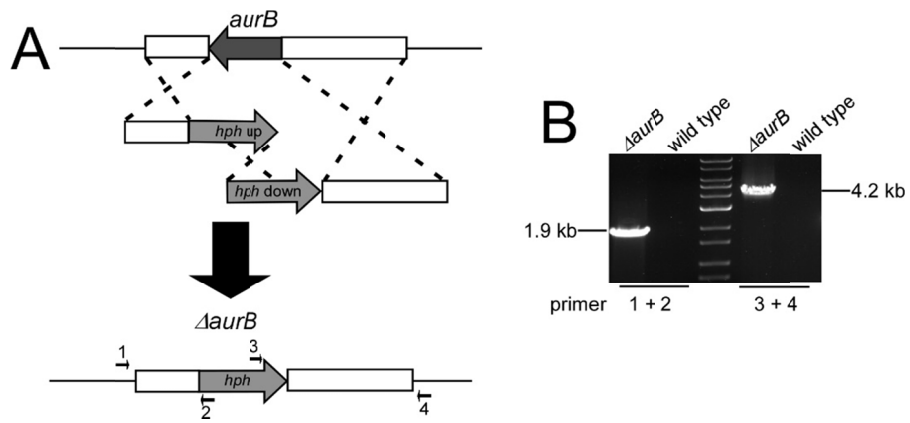 A
aurB
hph up
hph down
ΔaurB
1
3
hph
2
4
B
ΔaurB wild type ΔaurB wild type
1.9 kb
4.2 kb
primer 1 + 2 3 + 4